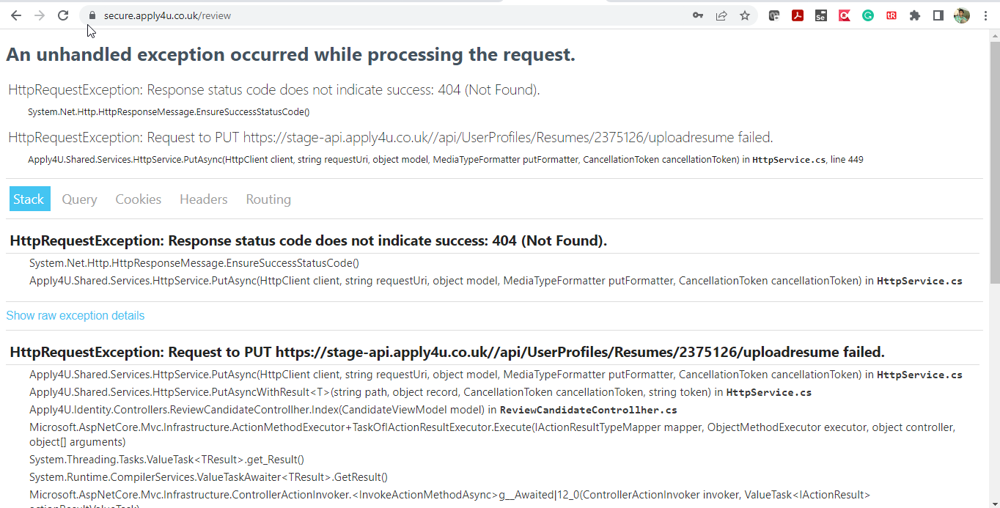 secure.apply4u.co.uk/review
An unhandled exception occurred while processing the request.
HttpRequestException: Response status code does not indicate success: 404 (Not Found).
System.Net.Http.HttpResponseMessage.EnsureSuccessStatusCode()
HttpRequestException: Request to PUT https://stage-api.apply4u.co.uk//api/UserProfiles/Resumes/2375126/uploadresume failed.
Apply4U.Shared.Services.HttpService.PutAsync(HttpClient client, string requestUri, object model, MediaTypeFormatter putFormatter, CancellationToken cancellationToken) in HttpService.cs, line 449
Stack Query Cookies Headers Routing
HttpRequestException: Response status code does not indicate success: 404 (Not Found).
System.Net.Http.HttpResponseMessage.EnsureSuccessStatusCode()
Apply4U.Shared.Services.HttpService.PutAsync(HttpClient client, string requestUri, object model, MediaTypeFormatter putFormatter, CancellationToken cancellationToken) in HttpService.cs
Show raw exception details
HttpRequestException: Request to PUT https://stage-api.apply4u.co.uk//api/UserProfiles/Resumes/2375126/uploadresume failed.
Apply4U.Shared.Services.HttpService.PutAsync(HttpClient client, string requestUri, object model, MediaTypeFormatter putFormatter, CancellationToken cancellationToken) in HttpService.cs
Apply4U.Shared.Services.HttpService.PutAsyncWithResult<T>(string path, object record, CancellationToken cancellationToken, string token) in HttpService.cs
Apply4U.Identity.Controllers.ReviewCandidateControllher.Index(CandidateViewModel model) in ReviewCandidateControllher.cs
Microsoft.AspNetCore.Mvc.Infrastructure.ActionMethodExecutor+TaskOfIActionResultExecutor.Execute(IActionResultTypeMapper mapper, ObjectMethodExecutor executor, object controller,
object[] arguments)
System.Threading.Tasks.ValueTask<TResult>.get_Result()
System.Runtime.CompilerServices.ValueTaskAwaiter<TResult>.GetResult()
Microsoft.AspNetCore.Mvc.Infrastructure.ControllerActionInvoker.<InvokeActionMethodAsync>g__Awaited|12_0(ControllerActionInvoker invoker, ValueTask<IActionResult>
actionResultValueTask)